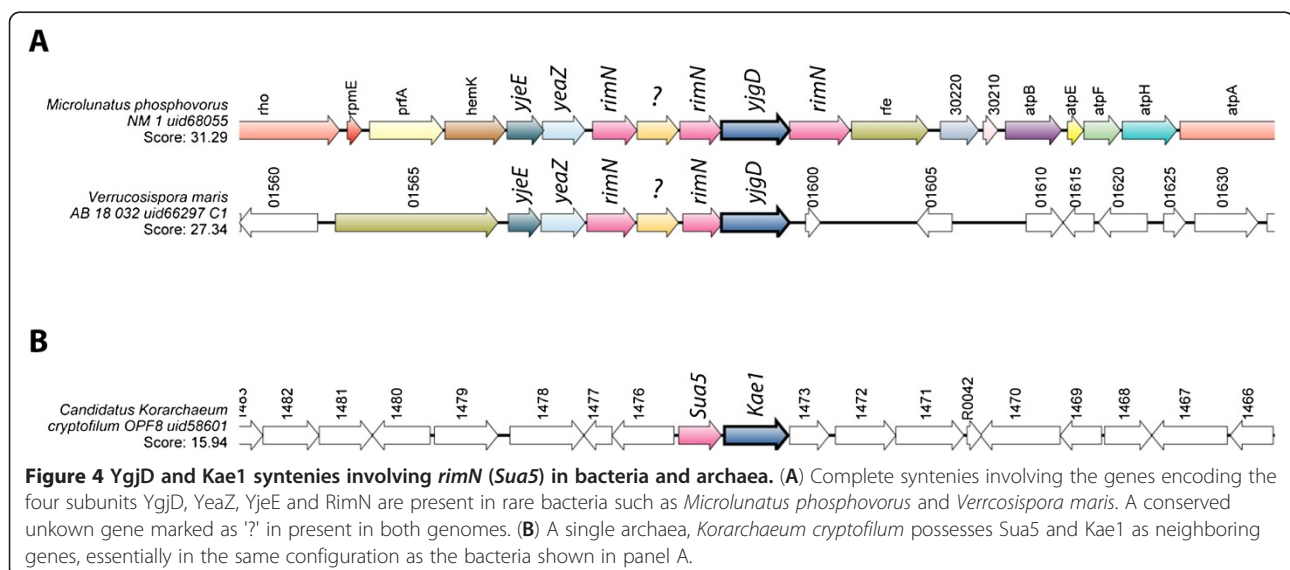 A
rho rpmE prfA hemK yjeE yeaZ rimN ? rimN yjgD rimN rfe 30220 30210 atpB atpE atpF atpH atpA
Microlunatus phosphovorus
NM 1 uid68055
Score: 31.29
01560 01565 yjeE yeaZ rimN ? rimN yjgD 01600 01605 01610 01615 01620 01625 01630
Verrucosispora maris
AB 18 032 uid66297 C1
Score: 27.34
B
1482 1481 1480 1479 1478 1477 1476 Sua5 Kae1 1473 1472 1471 R0042 1470 1469 1468 1467 1466
Candidatus Korarchaeum
cryptofilum OPF8 uid58601
Score: 15.94
Figure 4 YgjD and Kae1 syntenies involving rimN (Sua5) in bacteria and archaea. (A) Complete syntenies involving the genes encoding the
four subunits YgjD, YeaZ, YjeE and RimN are present in rare bacteria such as Microlunatus phosphovorus and Verrcosispora maris. A conserved
unkown gene marked as '?' in present in both genomes. (B) A single archaea, Korarchaeum cryptofilum possesses Sua5 and Kae1 as neighboring
genes, essentially in the same configuration as the bacteria shown in panel A.